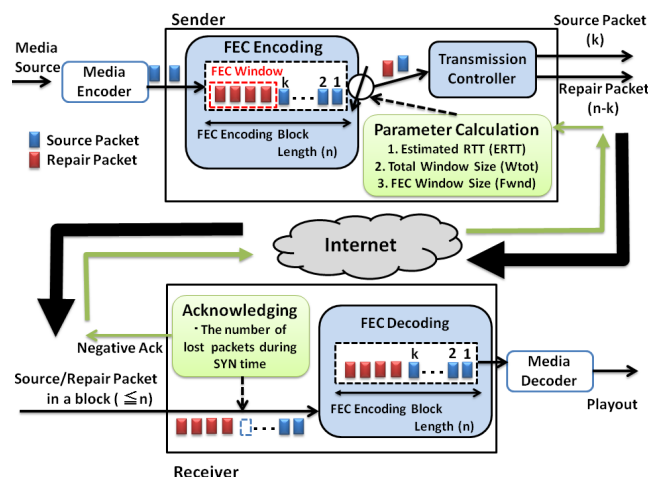 Sender
Source Packet
(k)
Media
Source
Media
Encoder
FEC Encoding
FEC Window
k
2 1
FEC Encoding Block
Length (n)
Transmission
Controller
Repair Packet
(n-k)
Source Packet
Repair Packet
Parameter Calculation
1. Estimated RTT (ERTT)
2. Total Window Size (Wtot)
3. FEC Window Size (Fwnd)
Internet
Acknowledging
・The number of
lost packets during
SYN time
Negative Ack
FEC Decoding
k
2 1
FEC Encoding Block
Length (n)
Media
Decoder
Playout
Source/Repair Packet
in a block ( ≦n)
Receiver